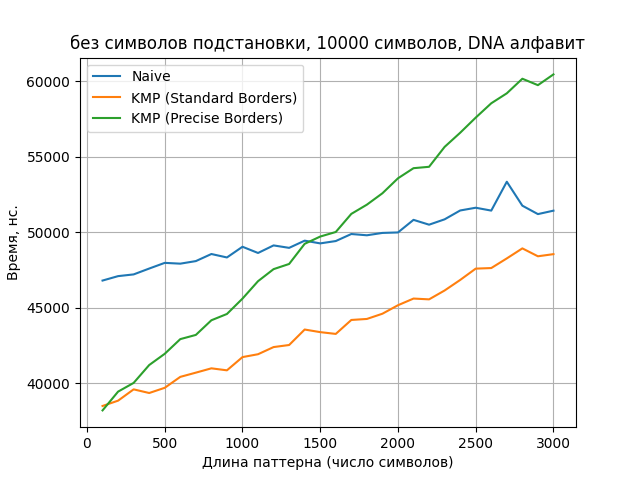 без символов подстановки, 10000 символов, DNA алфавит
Naive
KMP (Standard Borders)
KMP (Precise Borders)
Время, нс.
60000
55000
50000
45000
40000
0 500 1000 1500 2000 2500 3000
Длина паттерна (число символов)